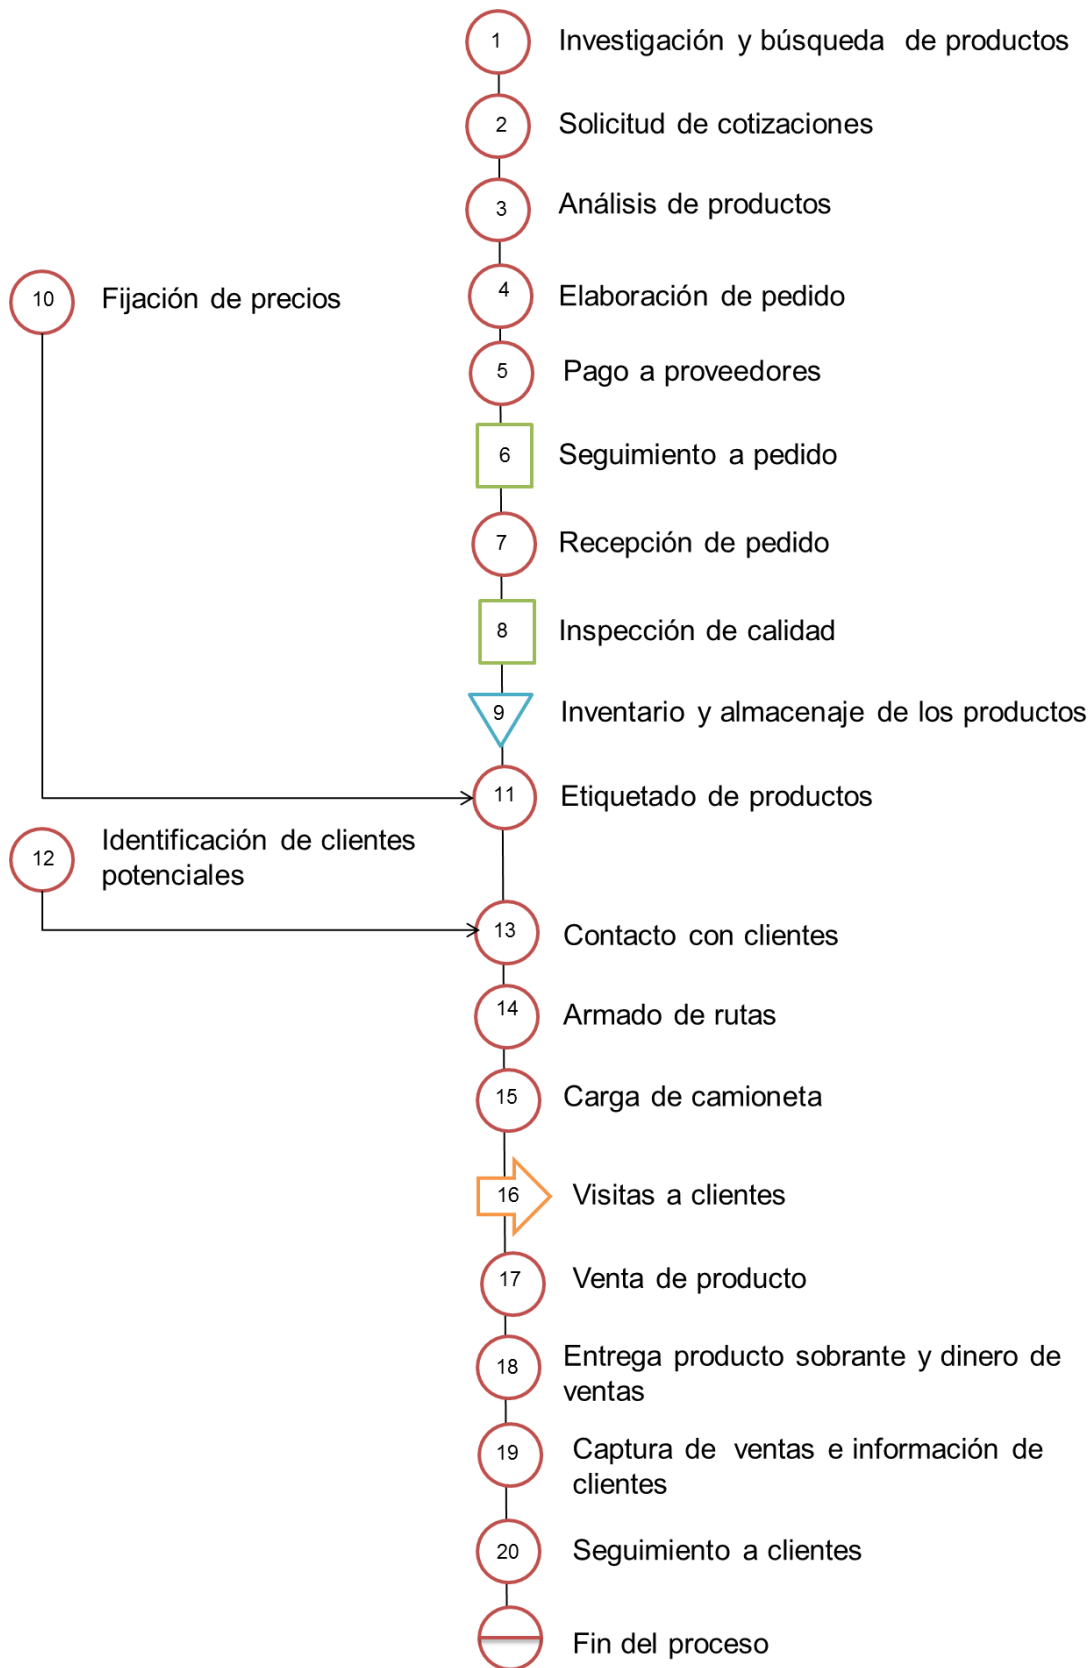 1 Investigación y búsqueda de productos
2 Solicitud de cotizaciones
3 Análisis de productos
4 Elaboración de pedido
10 Fijación de precios
5 Pago a proveedores
6 Seguimiento a pedido
7 Recepción de pedido
8 Inspección de calidad
9 Inventario y almacenaje de los productos
11 Etiquetado de productos
12 Identificación de clientes
potenciales
13 Contacto con clientes
14 Armado de rutas
15 Carga de camioneta
16 Visitas a clientes
17 Venta de producto
18 Entrega producto sobrante y dinero de
ventas
19 Captura de ventas e información de
clientes
20 Seguimiento a clientes
Fin del proceso